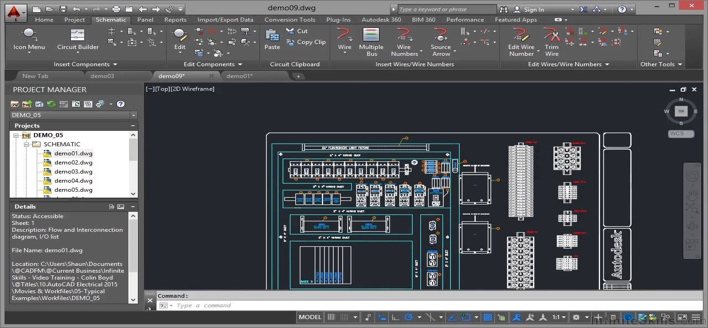 demo09.dwg
Type a keyword or phrase
Sign In
Home
Project
Schematic
Panel
Reports
Import/Export Data
Conversion Tools
Plug-Ins
Autodesk 360
BIM 360
Performance
Featured Apps
Icon Menu
Circuit Builder
Edit
Paste
Cut
Copy Clip
Wire
Multiple Bus
Wire Numbers
Source Arrow
Edit Wire Number
Trim Wire
Insert Components
Edit Components
Circuit Clipboard
Insert Wires/Wire Numbers
Edit Wires/Wire Numbers
Other Tools
New Tab
demo03
demo09*
demo01*
PROJECT MANAGER
DEMO_05
Projects
DEMO_05
SCHEMATIC
demo01.dwg
demo02.dwg
demo03.dwg
demo04.dwg
demo05.dwg
Details
Status: Accessible
Sheet: 1
Description: Flow and Interconnection
diagram, I/O list
File Name: demo01.dwg
Location: C:\Users\Shaun\Documents
\@CADFM\@Current Business\Infinite
Skills - Video Training - Colin Boyd
\@Titles\10.AutoCAD Electrical 2015
\Movies & Workfiles\05-Typical
Examples\Workfiles\DEMO_05
[−][Top][2D Wireframe]
WCS
Autodesk
Command:
Type a command
MODEL
1:1